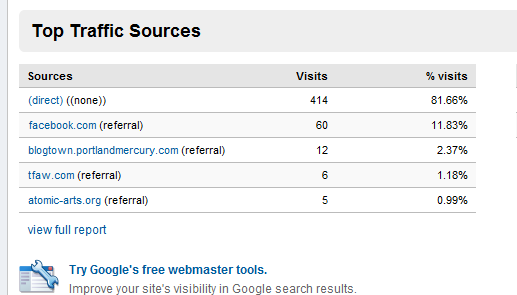 Top Traffic Sources
Sources Visits % visits
(direct) ((none)) 414 81.66%
facebook.com (referral) 60 11.83%
blogtown.portlandmercury.com (referral) 12 2.37%
tfaw.com (referral) 6 1.18%
atomic-arts.org (referral) 5 0.99%
view full report
Try Google's free webmaster tools.
Improve your site's visibility in Google search results.